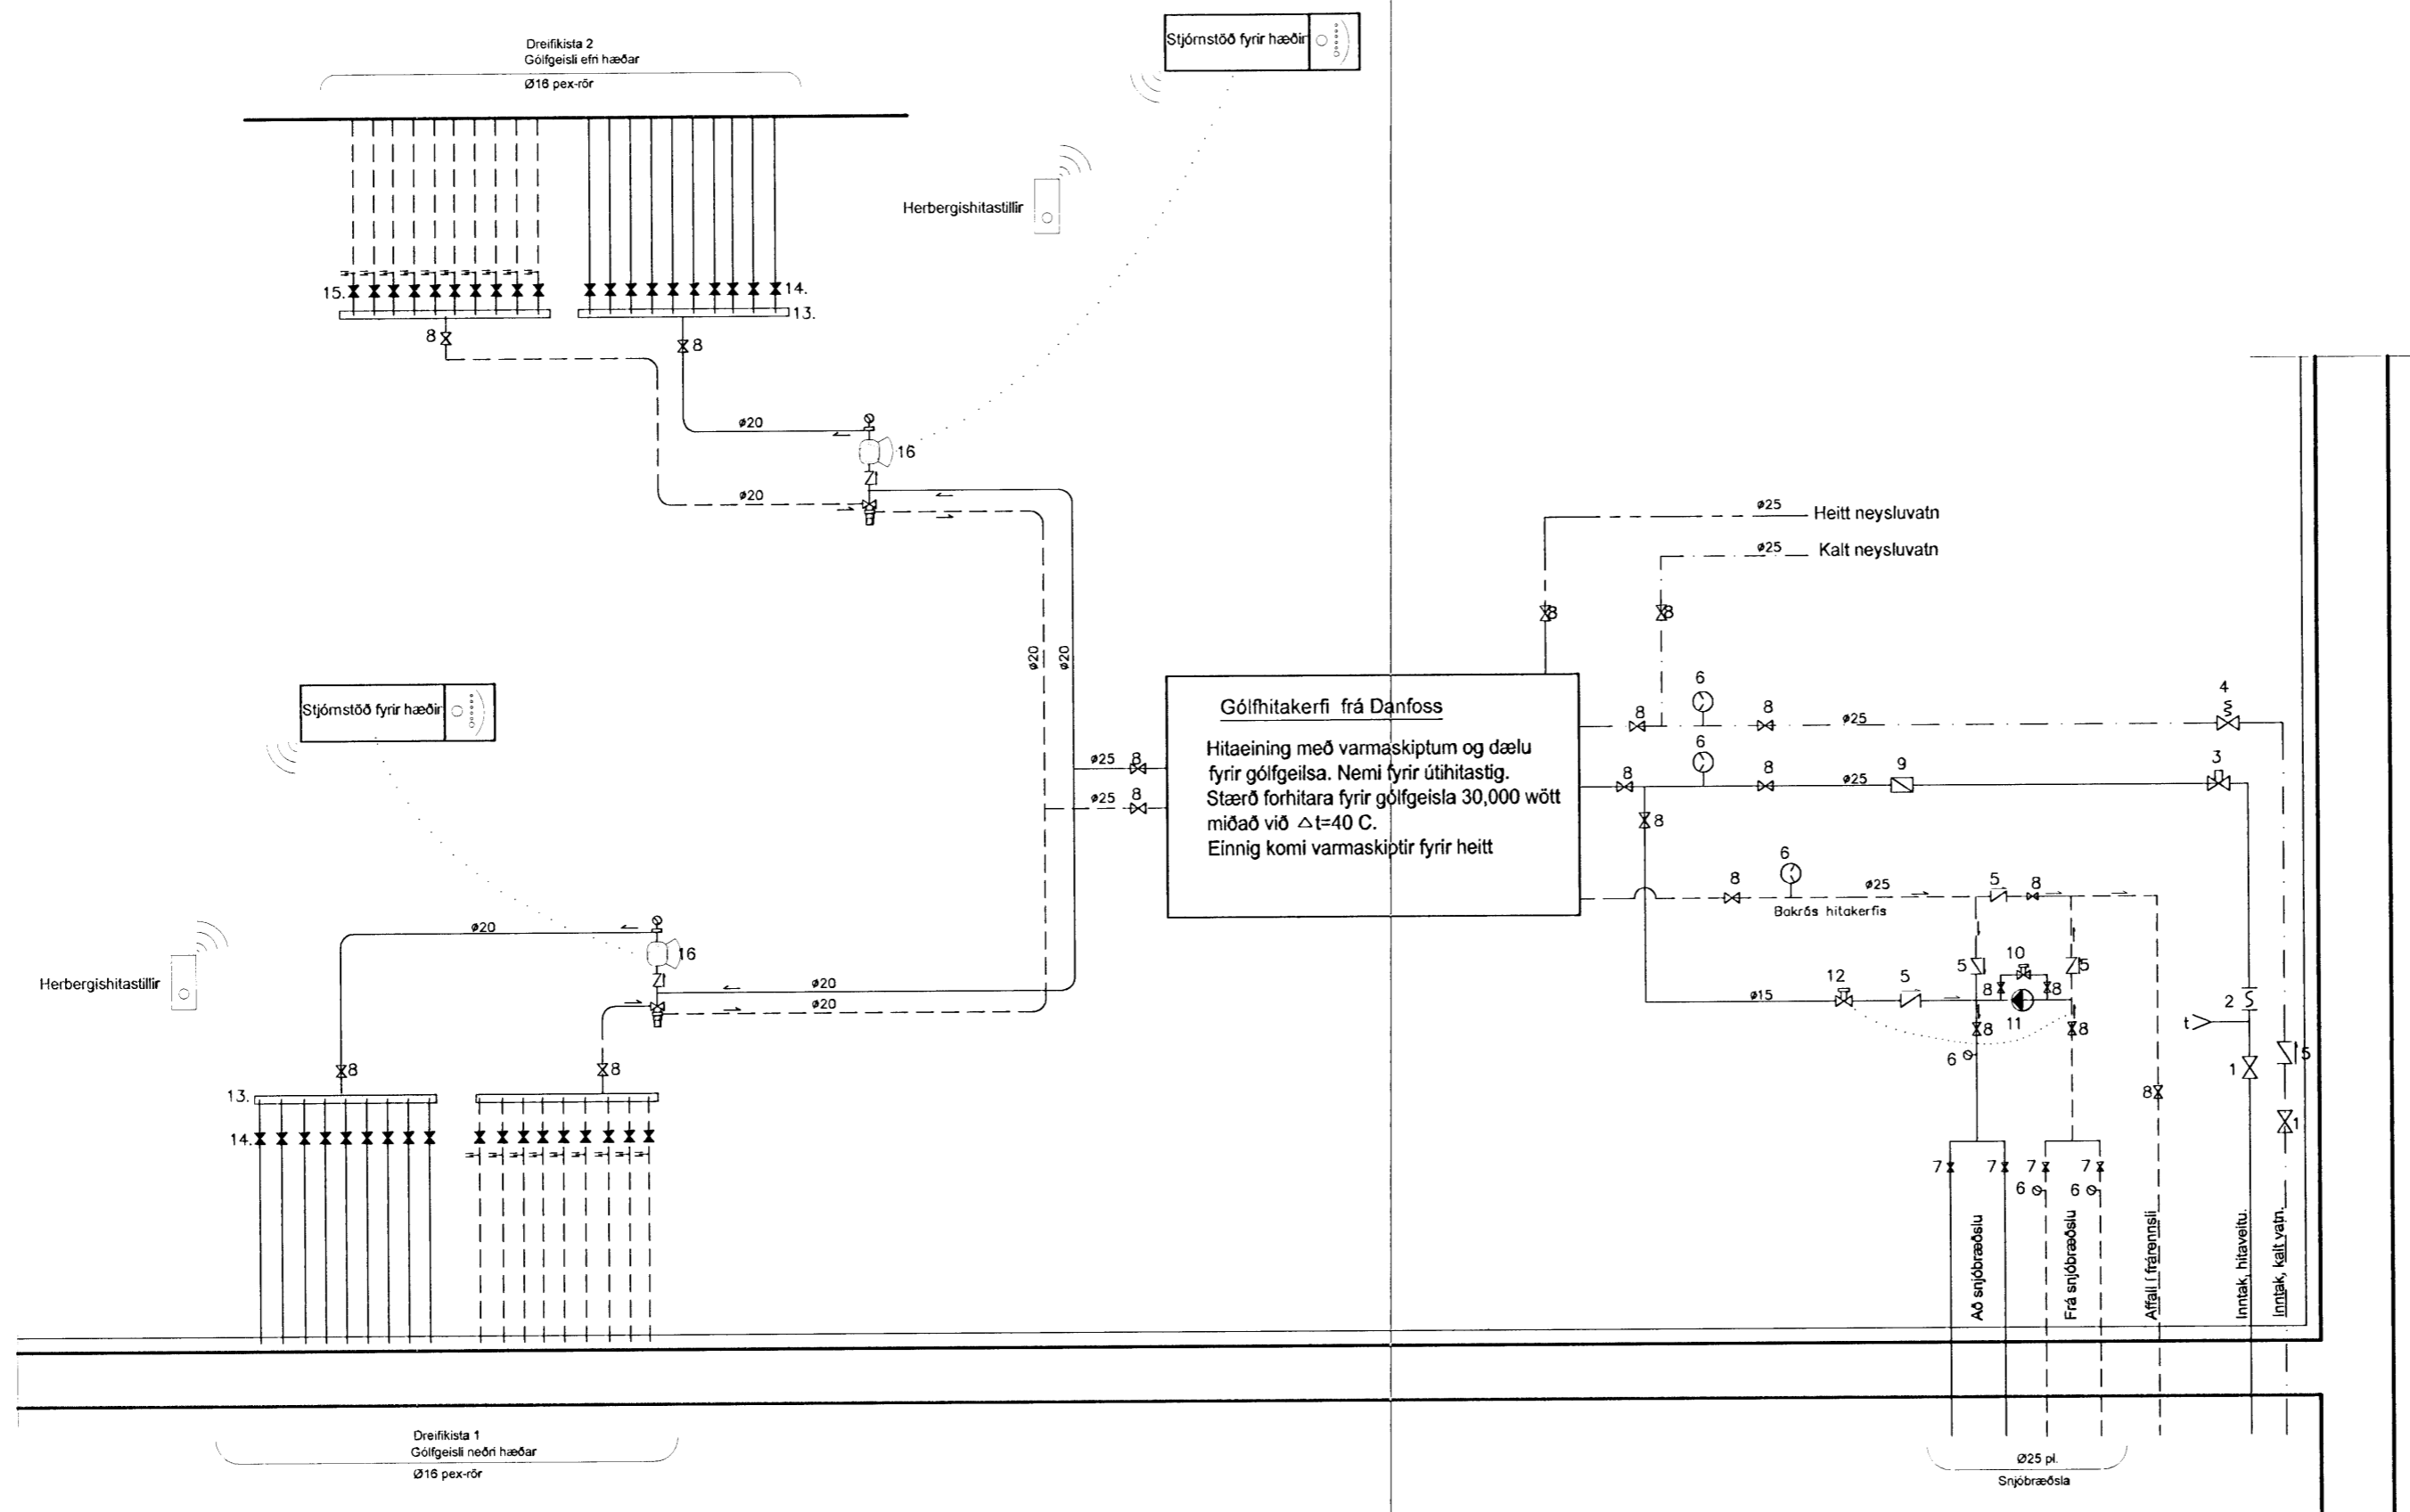 Dreifikista 2
Gólfgeisli efri hæðar
Ø16 pex-rör
Stjórnstöð fyrir hæðir
Herbergishitastillir
15.
14.
13.
8
8
ø20
16
ø20
ø25 Heitt neysluvatn
ø25 Kalt neysluvatn
8
8
ø20
ø20
Stjórnstöð fyrir hæðir
Gólfhitakerfi frá Danfoss
Hitaeining með varmaskiptum og dælu
fyrir gólfgeilsa. Nemi fyrir útihitastig.
Stærð forhitara fyrir gólfgeisla 30,000 wött
miðað við △t=40 C.
Einnig komi varmaskiptir fyrir heitt
ø25 8
ø25 8
8
6
8
ø25
4
8
6
8
ø25
9
3
8
8
6
ø25
5
8
Bakrás hitakerfis
ø20
16
Herbergishitastillir
ø20
ø20
8
8
13.
14.
ø15
12
5
5
10
5
8
8
11
8
8
6
2
t
1
5
1
8
7
7
7
7
6
6
Að snjóbræðslu
Frá snjóbræðslu
Affall í frárennsli
Inntak, hitaveitu.
Inntak, kalt vatn.
Dreifikista 1
Gólfgeisli neðri hæðar
Ø16 pex-rör
Ø25 pl.
Snjóbræðsla